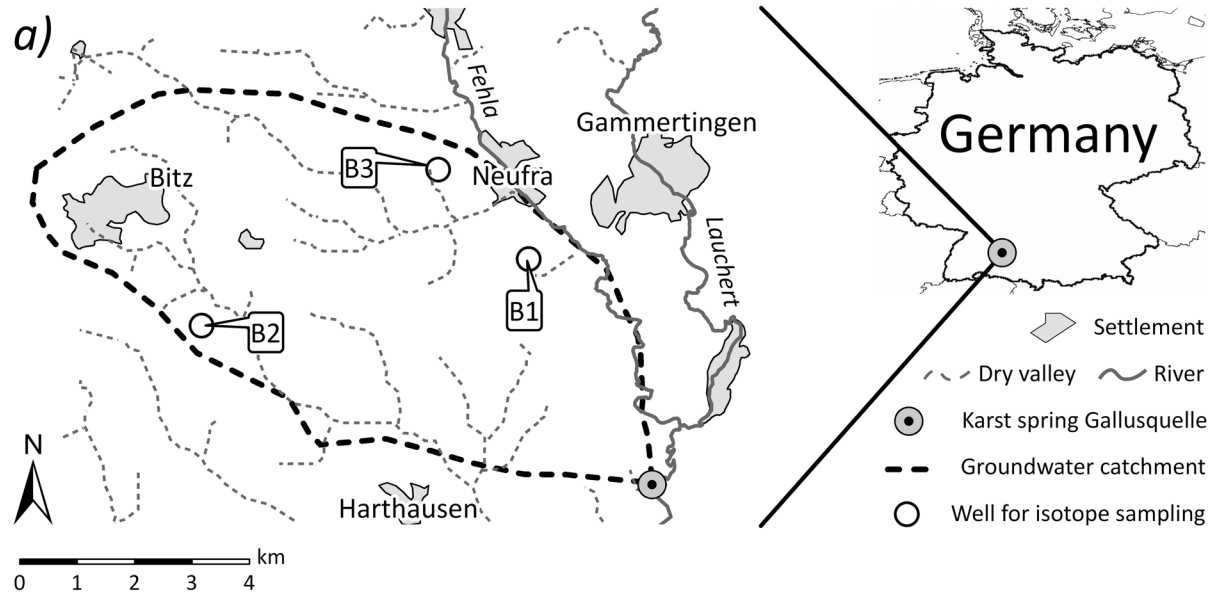 a)
Fehla
Gammertingen
Germany
B3
Neufra
Bitz
Lauchert
B1
B2
Settlement
Dry valley
River
Karst spring Gallusquelle
N
Groundwater catchment
Harthausen
Well for isotope sampling
km
0 1 2 3 4